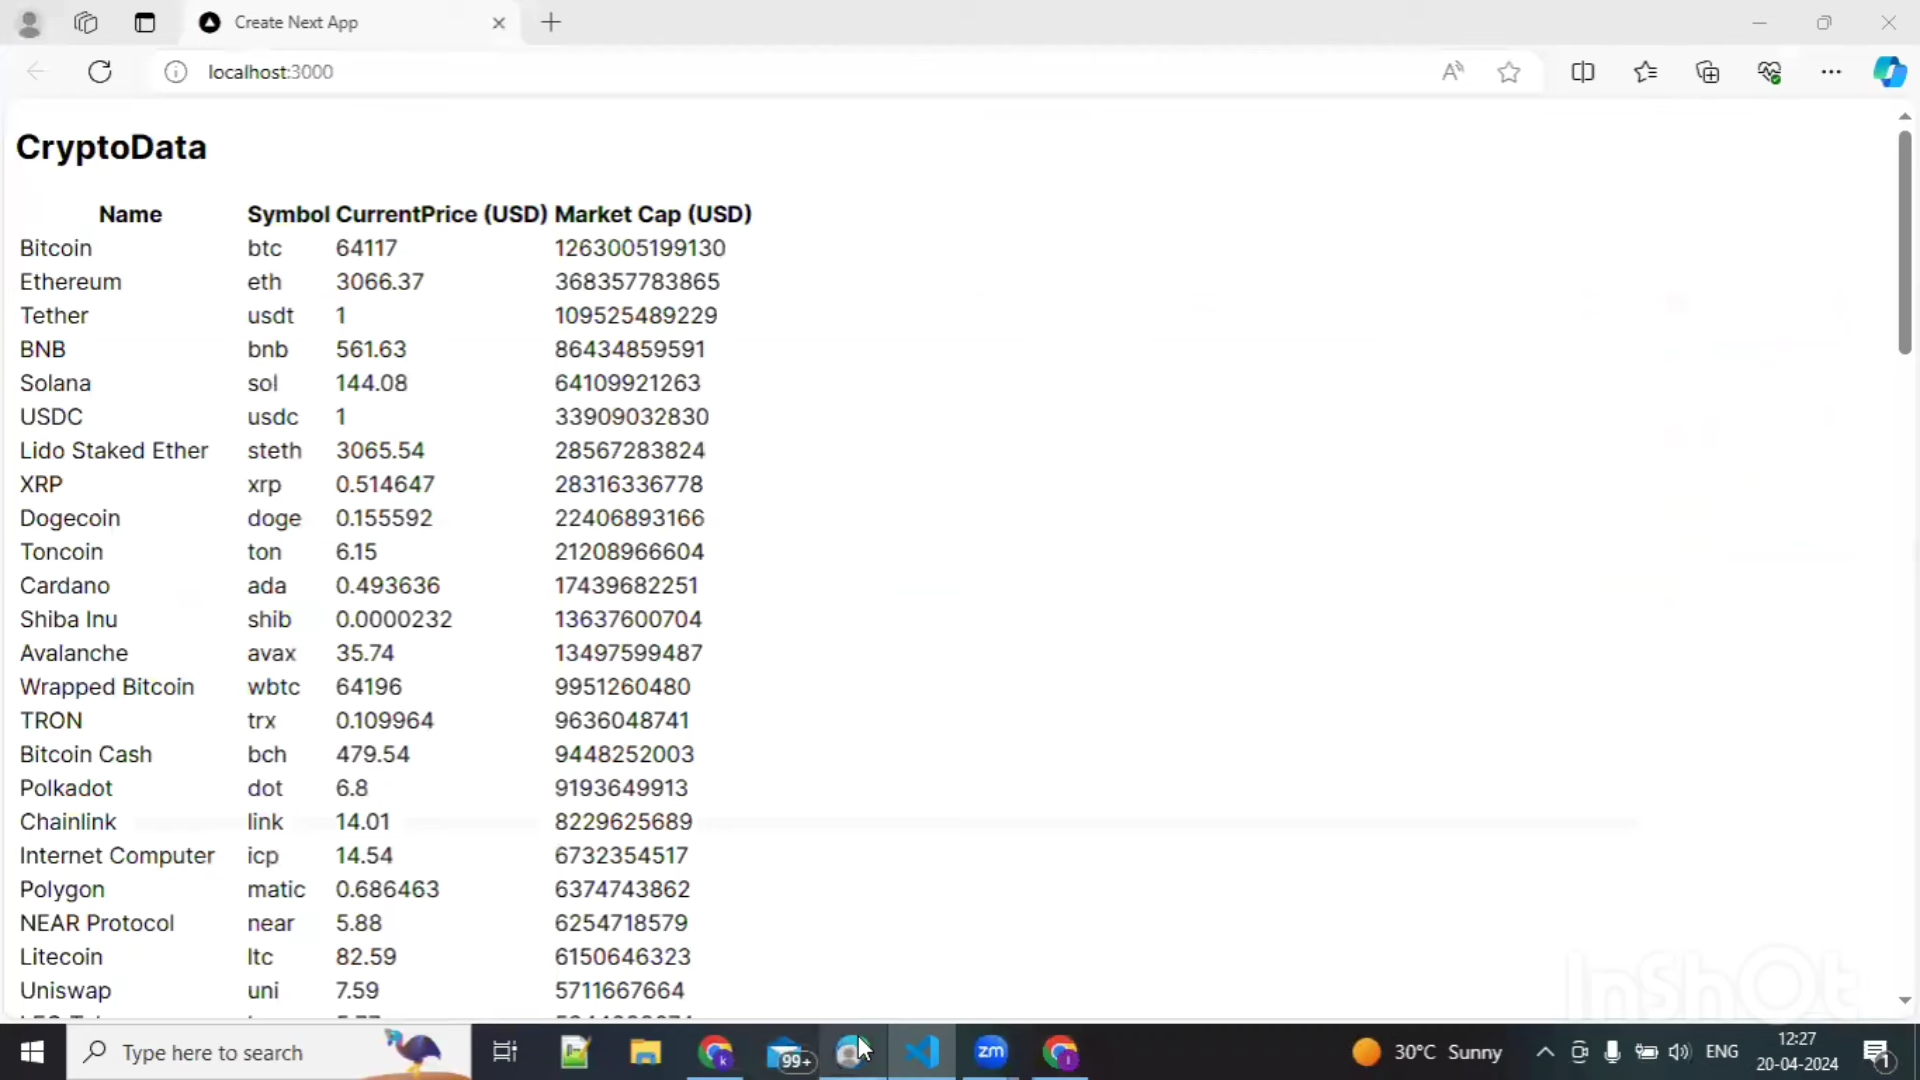 Create Next App
localhost:3000
CryptoData
Name Symbol CurrentPrice (USD) Market Cap (USD)
Bitcoin btc 64117 1263005199130
Ethereum eth 3066.37 368357783865
Tether usdt 1 109525489229
BNB bnb 561.63 86434859591
Solana sol 144.08 64109921263
USDC usdc 1 33909032830
Lido Staked Ether steth 3065.54 28567283824
XRP xrp 0.514647 28316336778
Dogecoin doge 0.155592 22406893166
Toncoin ton 6.15 21208966604
Cardano ada 0.493636 17439682251
Shiba Inu shib 0.0000232 13637600704
Avalanche avax 35.74 13497599487
Wrapped Bitcoin wbtc 64196 9951260480
TRON trx 0.109964 9636048741
Bitcoin Cash bch 479.54 9448252003
Polkadot dot 6.8 9193649913
Chainlink link 14.01 8229625689
Internet Computer icp 14.54 6732354517
Polygon matic 0.686463 6374743862
NEAR Protocol near 5.88 6254718579
Litecoin ltc 82.59 6150646323
Uniswap uni 7.59 5711667664
InShOt
Type here to search
99+
zm
30°C Sunny
ENG
12:27
20-04-2024
1